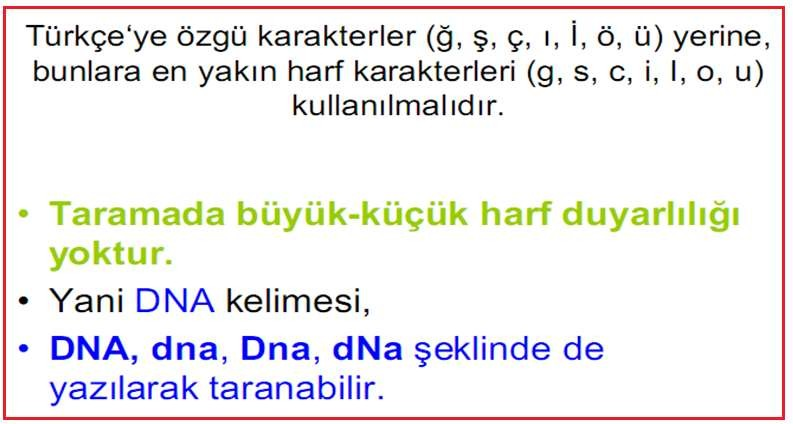 Türkçe‘ye özgü karakterler (ğ, ş, ç, ı, İ, ö, ü) yerine,
bunlara en yakın harf karakterleri (g, s, c, i, I, o, u)
kullanılmalıdır.
• Taramada büyük-küçük harf duyarlılığı
yoktur.
• Yani DNA kelimesi,
• DNA, dna, Dna, dNa şeklinde de
yazılarak taranabilir.